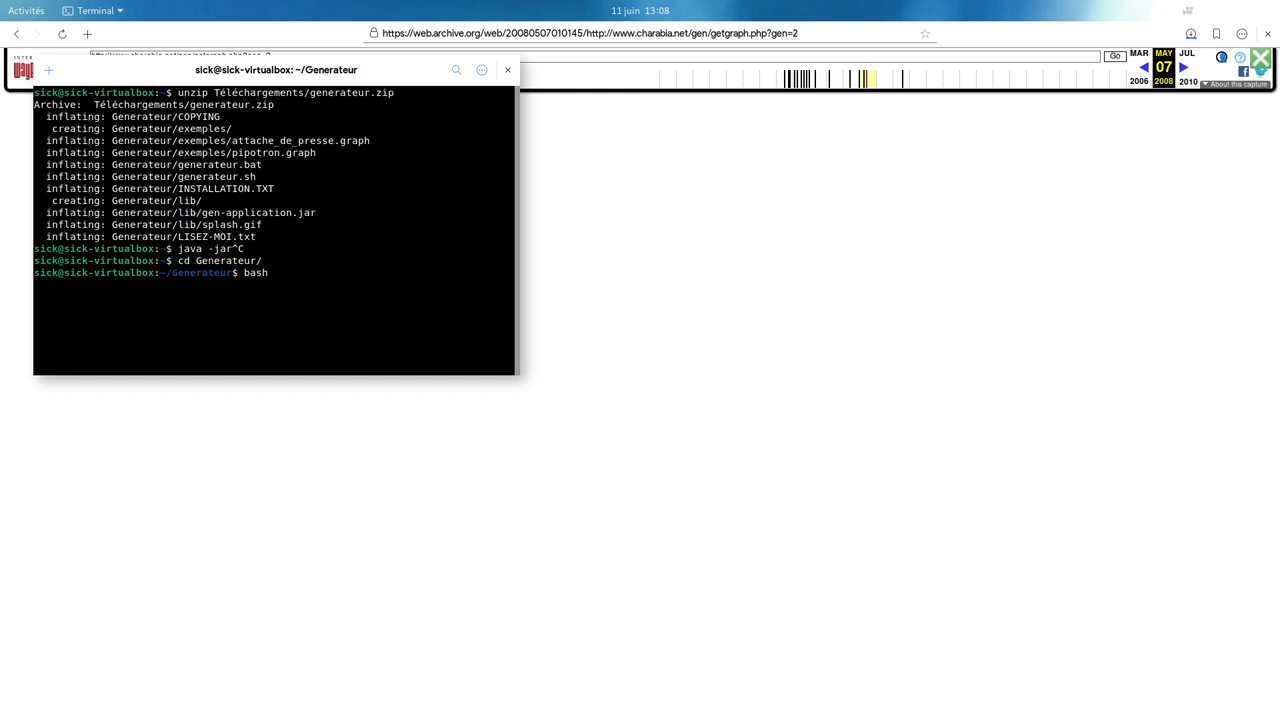 Activités
Terminal
11 juin 13:08
https://web.archive.org/web/20080507010145/http://www.charabia.net/gen/getgraph.php?gen=2
INTER
Go
MAR
MAY
JUL
07
2006
2008
2010
About this capture
sick@sick-virtualbox: ~/Generateur
sick@sick-virtualbox:~$ unzip Téléchargements/generateur.zip
Archive:  Téléchargements/generateur.zip
  inflating: Generateur/COPYING
   creating: Generateur/exemples/
  inflating: Generateur/exemples/attache_de_presse.graph
  inflating: Generateur/exemples/pipotron.graph
  inflating: Generateur/generateur.bat
  inflating: Generateur/generateur.sh
  inflating: Generateur/INSTALLATION.TXT
   creating: Generateur/lib/
  inflating: Generateur/lib/gen-application.jar
  inflating: Generateur/lib/splash.gif
  inflating: Generateur/LISEZ-MOI.txt
sick@sick-virtualbox:~$ java -jar^C
sick@sick-virtualbox:~$ cd Generateur/
sick@sick-virtualbox:~/Generateur$ bash